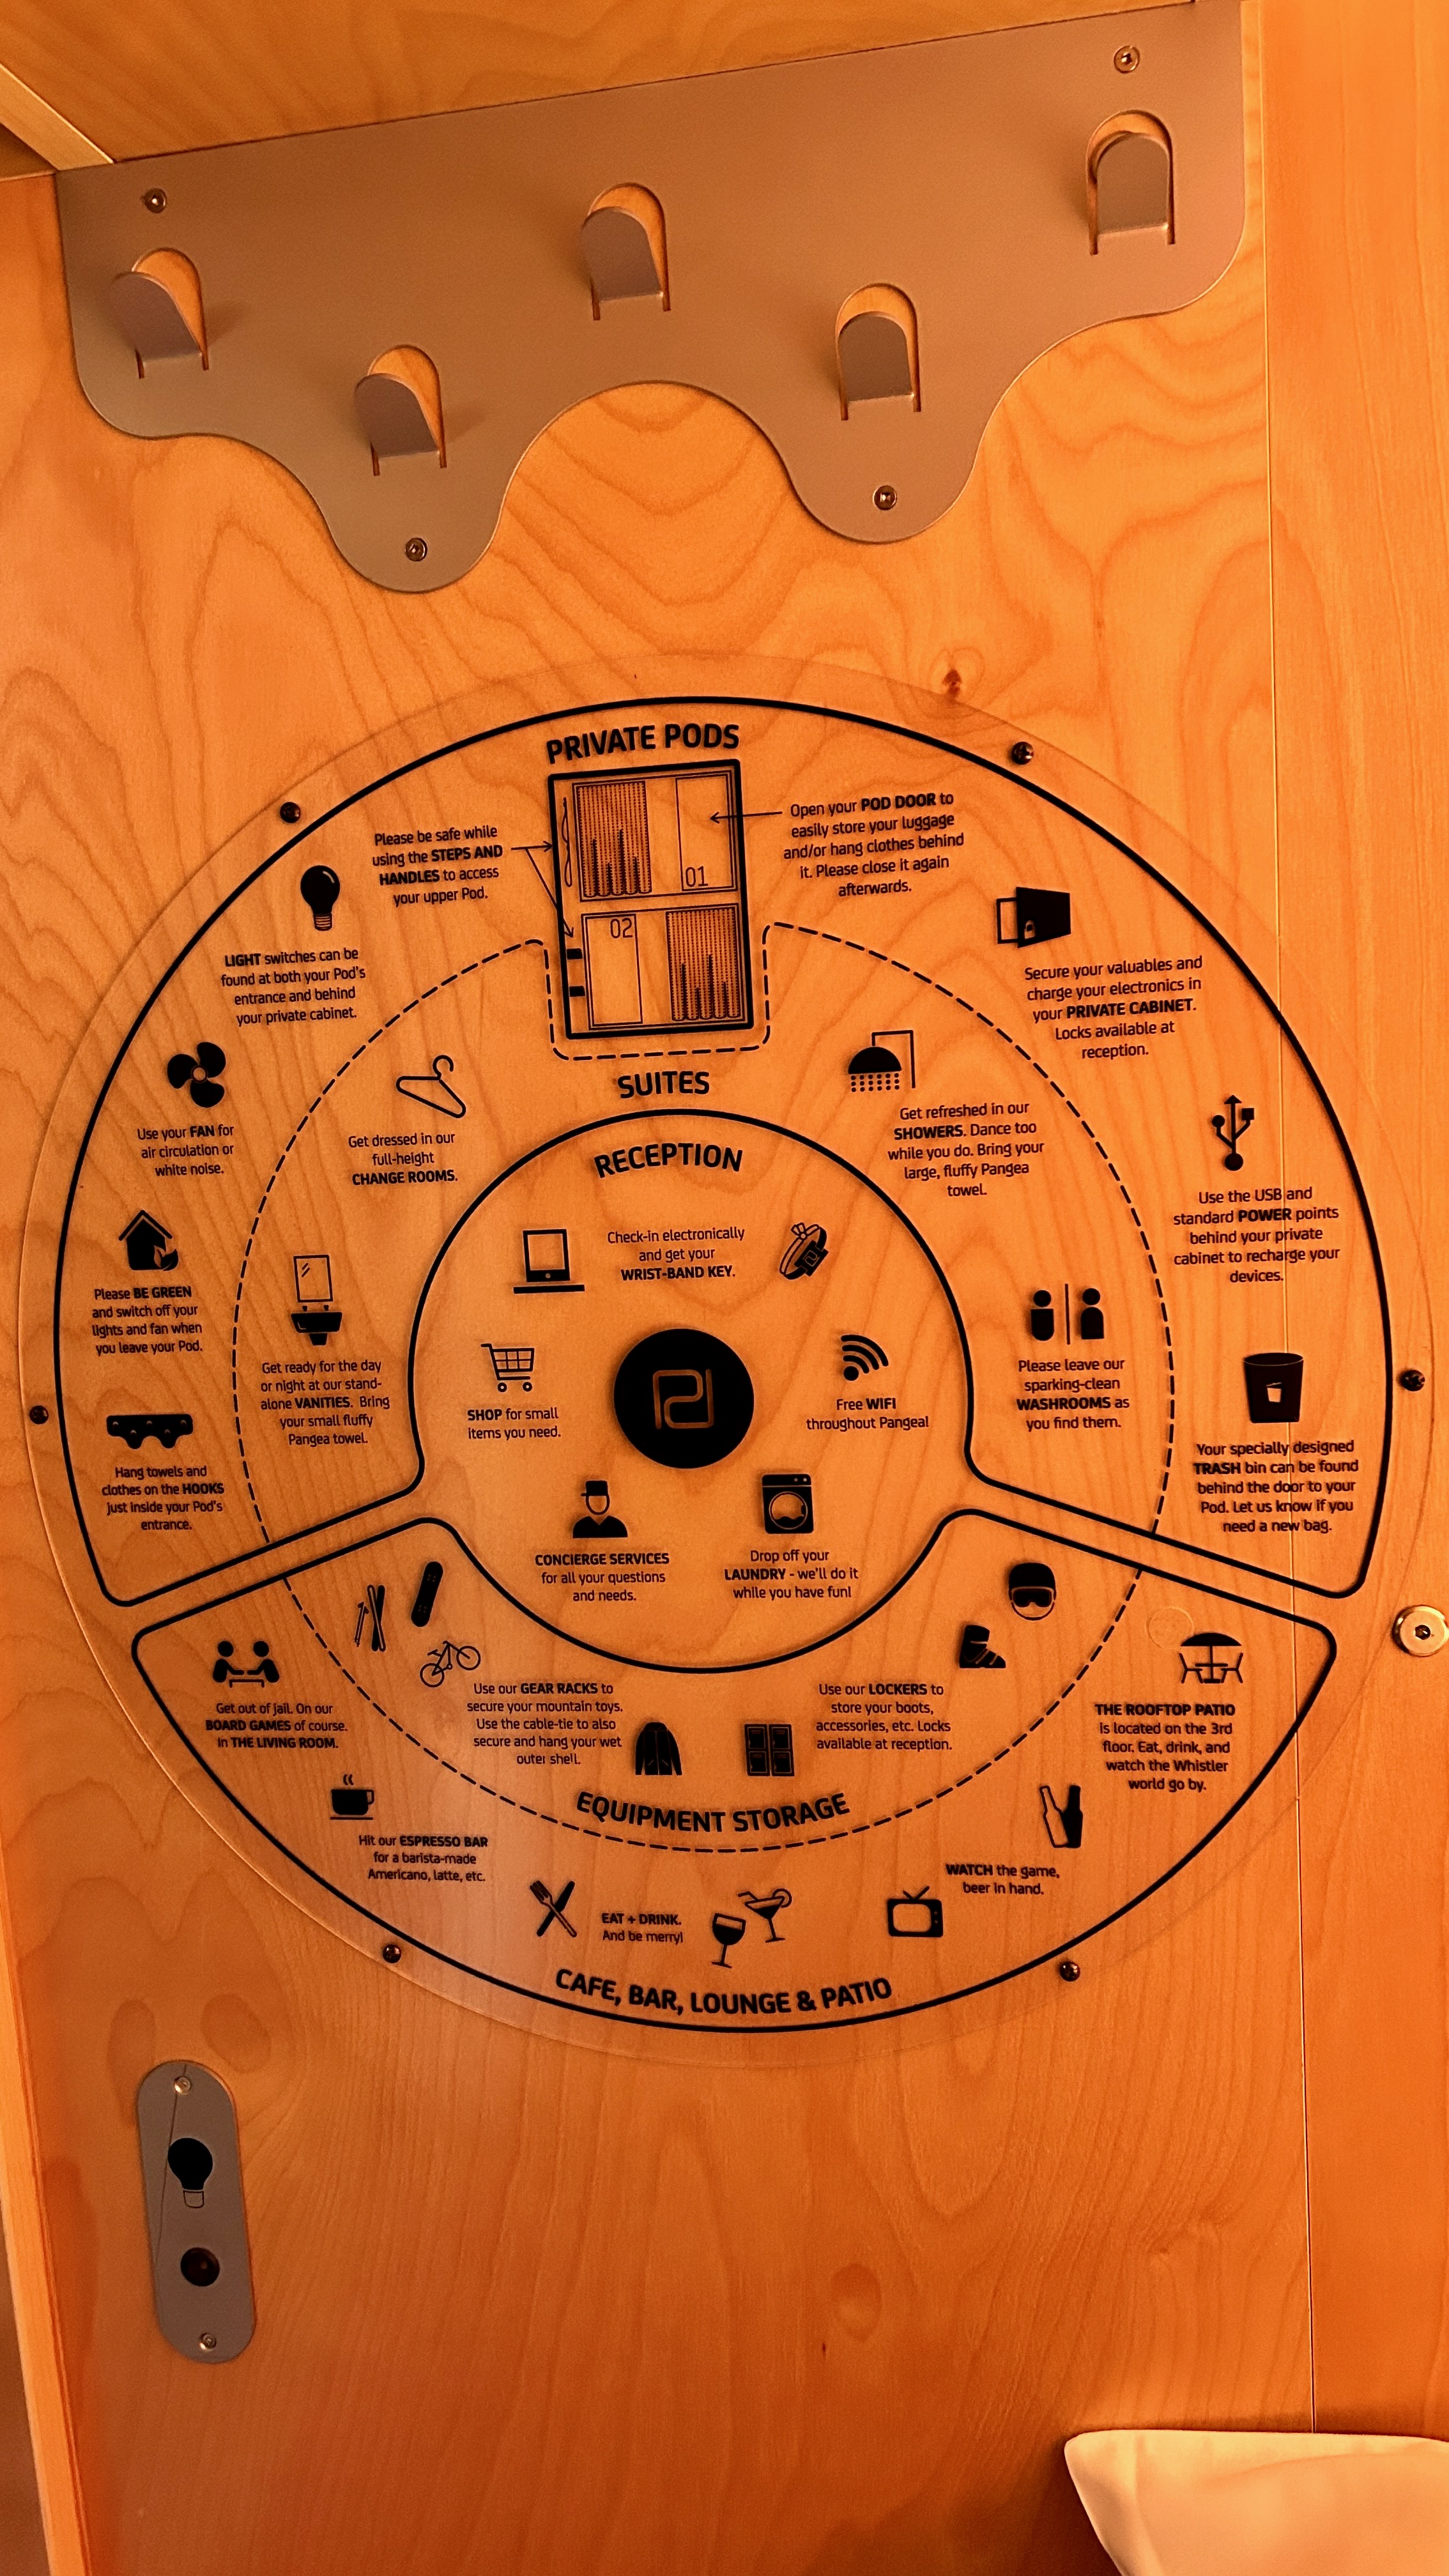 PRIVATE PODS
Please be safe while
using the STEPS AND
HANDLES to access
your upper Pod.
01
02
Open your POD DOOR to
easily store your luggage
and/or hang clothes behind
it. Please close it again
afterwards.
LIGHT switches can be
found at both your Pod's
entrance and behind
your private cabinet.
Secure your valuables and
charge your electronics in
your PRIVATE CABINET.
Locks available at
reception.
Use your FAN for
air circulation or
white noise.
Use the USB and
standard POWER points
behind your private
cabinet to recharge your
devices.
Please BE GREEN
and switch off your
lights and fan when
you leave your Pod.
Hang towels and
clothes on the HOOKS
just inside your Pod's
entrance.
Your specially designed
TRASH bin can be found
behind the door to your
Pod. Let us know if you
need a new bag.
SUITES
Get dressed in our
full-height
CHANGE ROOMS.
Get refreshed in our
SHOWERS. Dance too
while you do. Bring your
large, fluffy Pangea
towel.
Get ready for the day
or night at our stand-
alone VANITIES. Bring
your small fluffy
Pangea towel.
Please leave our
sparking-clean
WASHROOMS as
you find them.
RECEPTION
Check-in electronically
and get your
WRIST-BAND KEY.
SHOP for small
items you need.
Free WIFI
throughout Pangea!
CONCIERGE SERVICES
for all your questions
and needs.
Drop off your
LAUNDRY - we'll do it
while you have fun!
Use our GEAR RACKS to
secure your mountain toys.
Use the cable-tie to also
secure and hang your wet
outer shell.
Use our LOCKERS to
store your boots,
accessories, etc. Locks
available at reception.
EQUIPMENT STORAGE
Get out of jail. On our
BOARD GAMES of course.
In THE LIVING ROOM.
THE ROOFTOP PATIO
is located on the 3rd
floor. Eat, drink, and
watch the Whistler
world go by.
Hit our ESPRESSO BAR
for a barista-made
Americano, latte, etc.
WATCH the game,
beer in hand.
EAT + DRINK.
And be merry!
CAFE, BAR, LOUNGE & PATIO